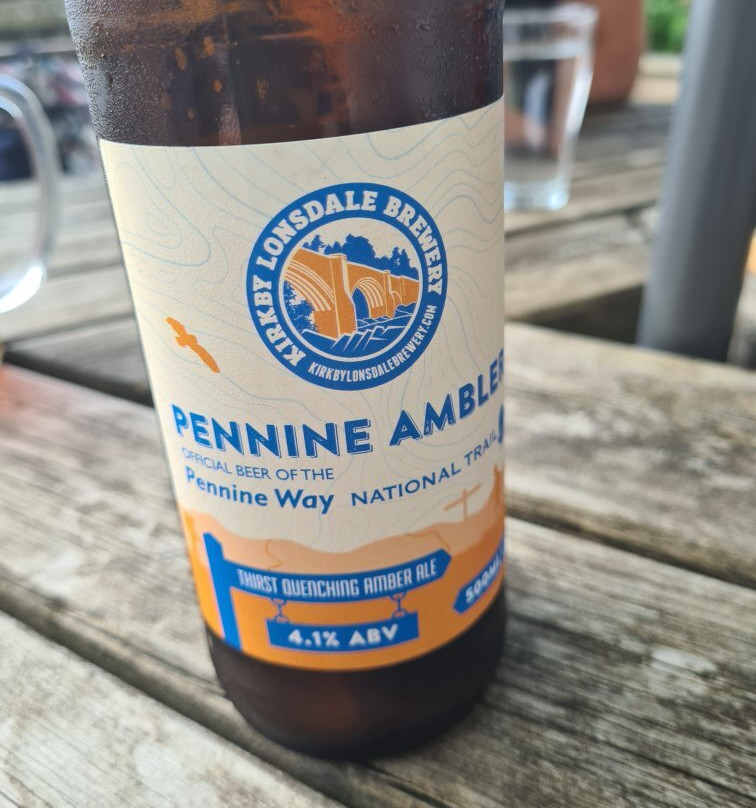 KIRKBY LONSDALE BREWERY
KIRKBYLONSDALEBREWERY.COM
PENNINE AMBLER
OFFICIAL BEER OF THE
Pennine Way NATIONAL TRAIL
THIRST QUENCHING AMBER ALE
4.1% ABV